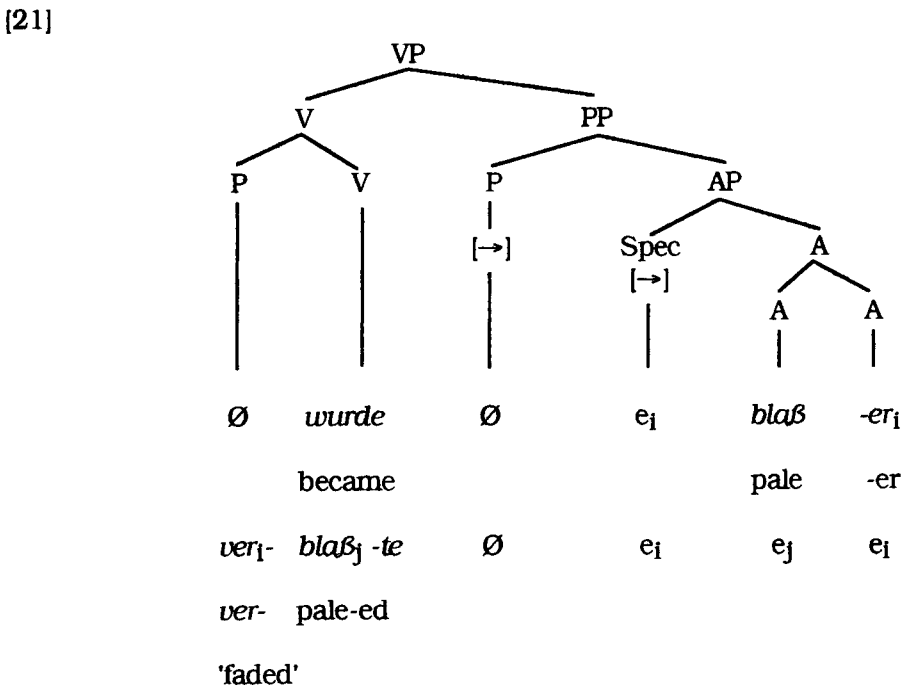 [21]
VP
V PP
P V P AP
[→] Spec A
[→]
A A
Ø wurde Ø eᵢ blaß -erᵢ
became pale -er
verᵢ- blaßⱼ -te Ø eᵢ eⱼ eᵢ
ver- pale-ed
'faded'